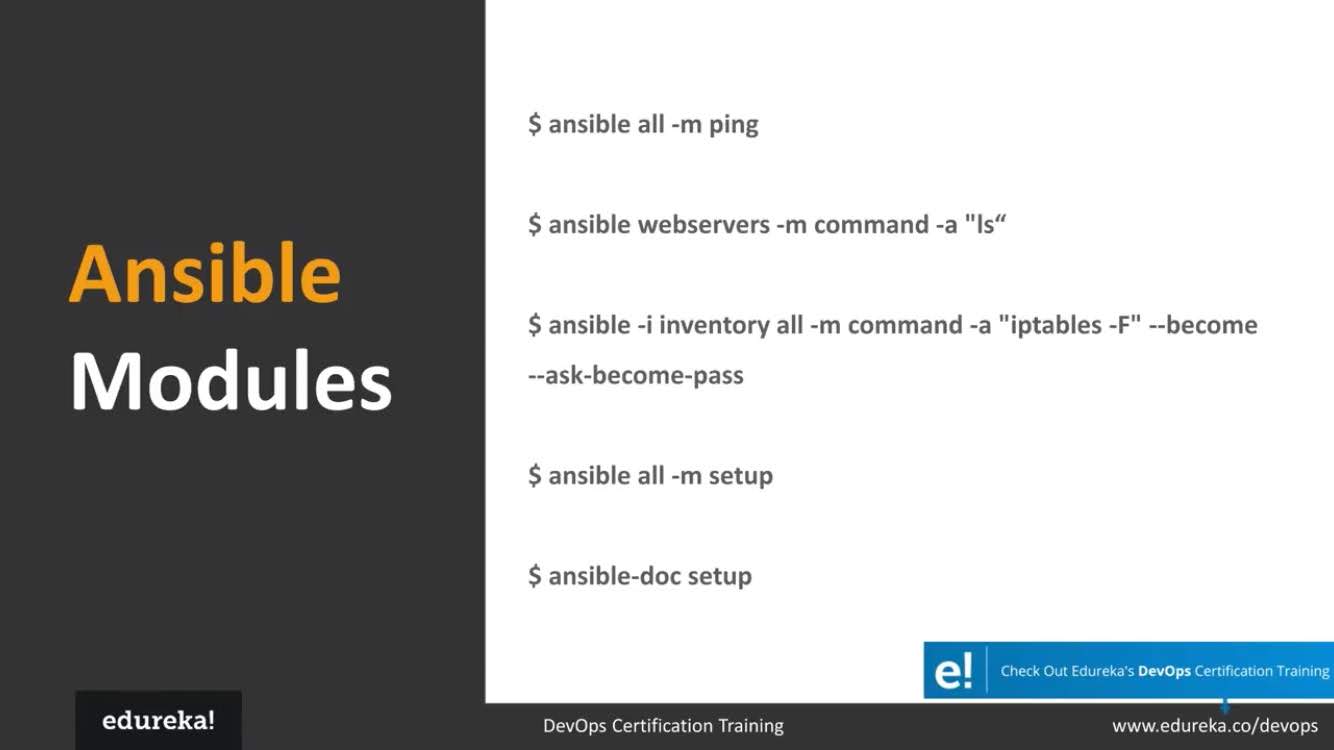 Ansible
Modules
$ ansible all -m ping
$ ansible webservers -m command -a "ls“
$ ansible -i inventory all -m command -a "iptables -F" --become
--ask-become-pass
$ ansible all -m setup
$ ansible-doc setup
e! Check Out Edureka's DevOps Certification Training
edureka!
DevOps Certification Training
www.edureka.co/devops